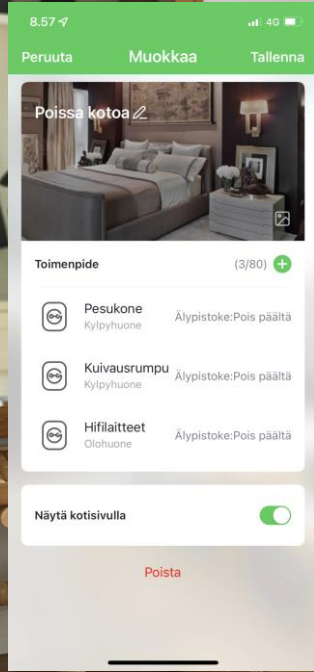 8.57
4G
Peruuta
Muokkaa
Tallenna
Poissa kotoa
Toimenpide
(3/80)
Pesukone
Kylpyhuone
Älypistoke:Pois päältä
Kuivausrumpu
Kylpyhuone
Älypistoke:Pois päältä
Hifilaitteet
Olohuone
Älypistoke:Pois päältä
Näytä kotisivulla
Poista